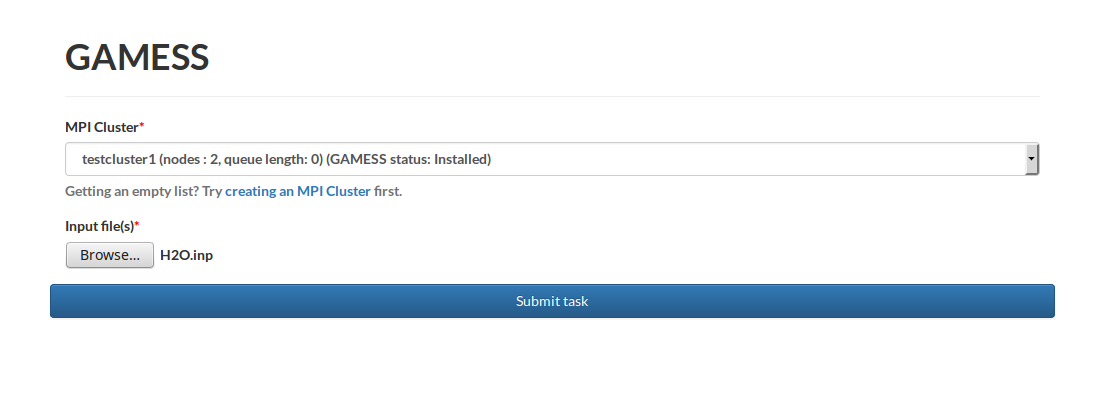 GAMESS
MPI Cluster*
testcluster1 (nodes : 2, queue length: 0) (GAMESS status: Installed)
Getting an empty list? Try creating an MPI Cluster first.
Input file(s)*
Browse... H2O.inp
Submit task